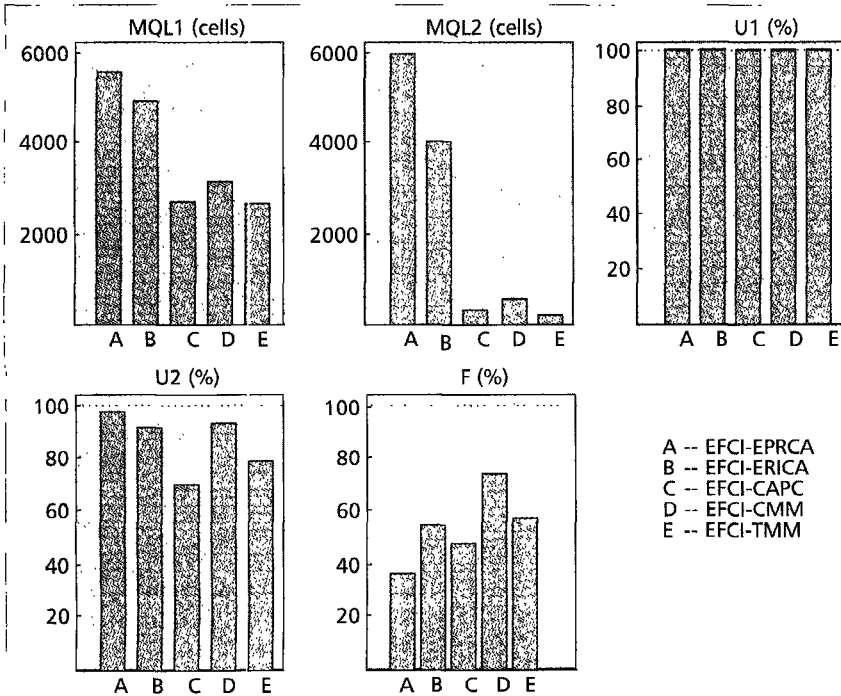 MQL1 (cells)
6000
4000
2000
A B C D E
MQL2 (cells)
6000
4000
2000
A B C D E
U1 (%)
100
80
60
40
20
A B C D E
U2 (%)
100
80
60
40
20
A B C D E
F (%)
100
80
60
40
20
A B C D E
A -- EFCI-EPRCA
B -- EFCI-ERICA
C -- EFCI-CAPC
D -- EFCI-CMM
E -- EFCI-TMM